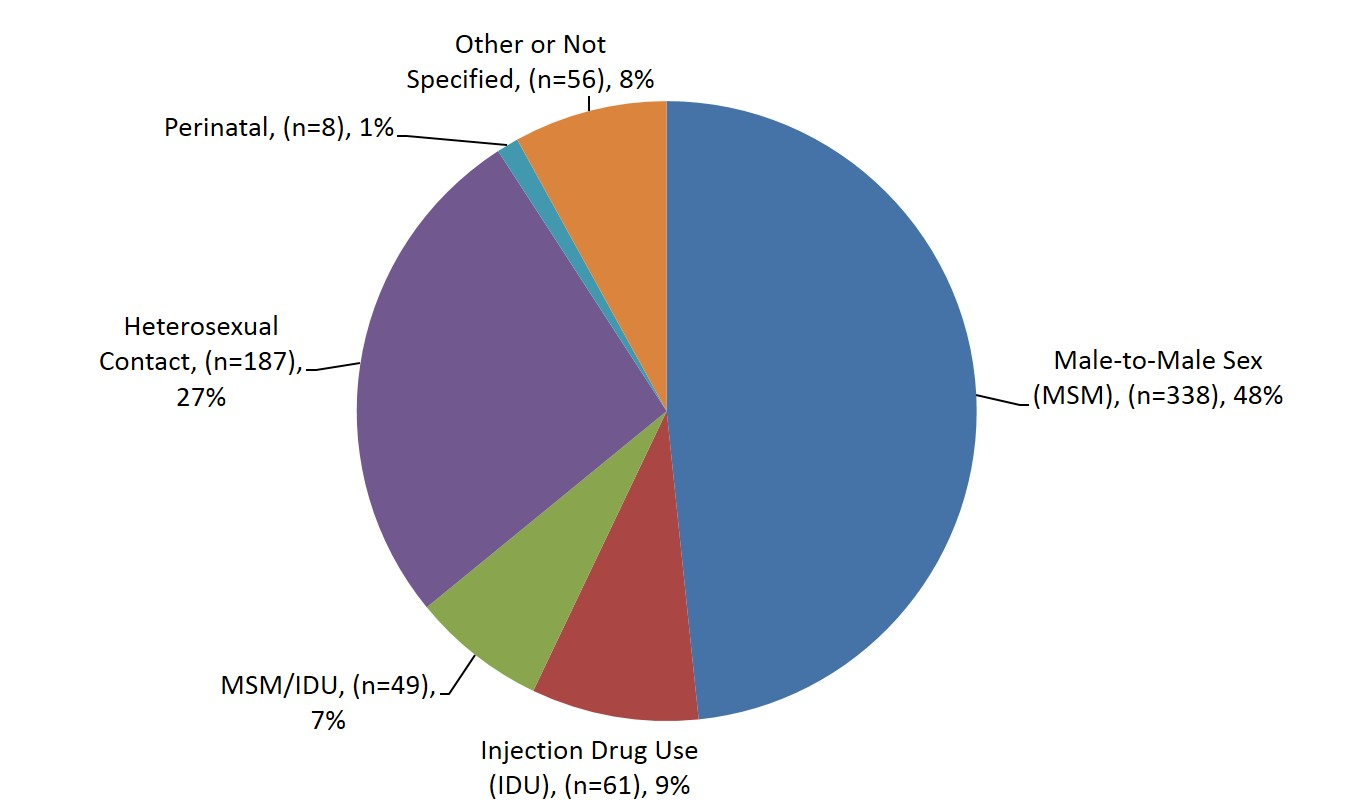 Other or Not
Specified, (n=56), 8%
Perinatal, (n=8), 1%
Heterosexual
Contact, (n=187),
27%
Male-to-Male Sex
(MSM), (n=338), 48%
MSM/IDU, (n=49),
7%
Injection Drug Use
(IDU), (n=61), 9%